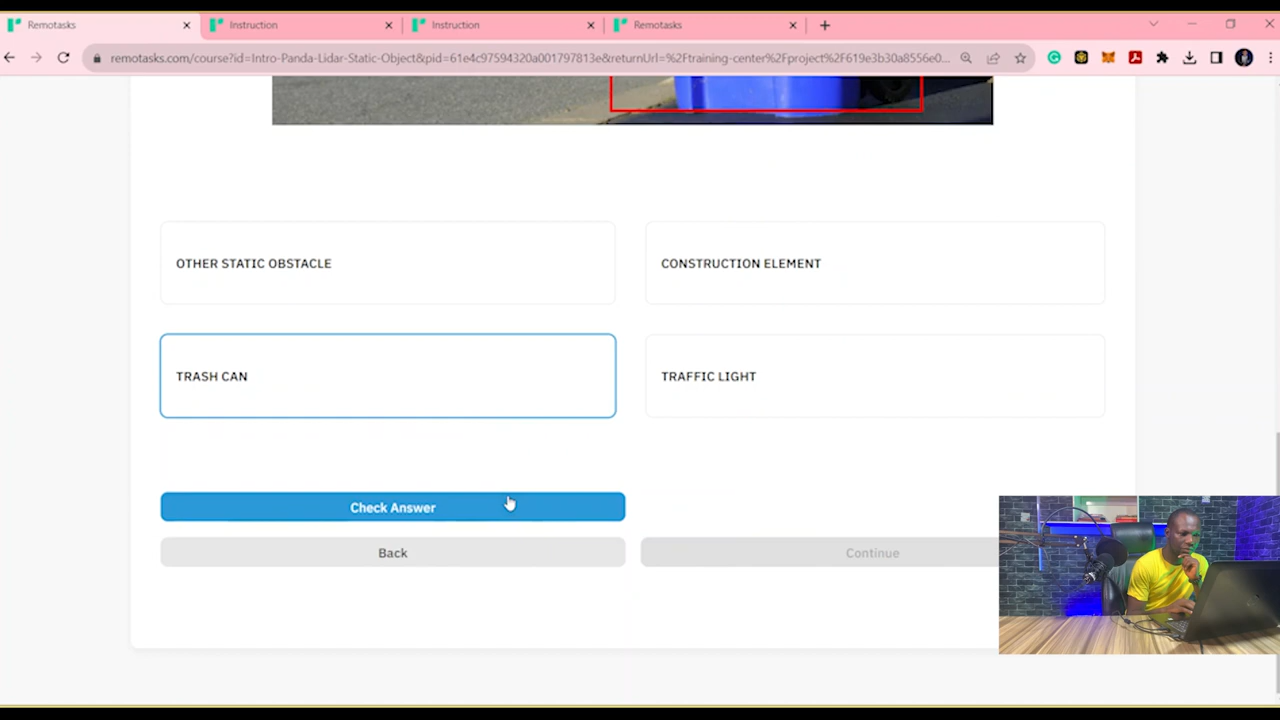 Remotasks
Instruction
Instruction
Remotasks
remotasks.com/course?id=Intro-Panda-Lidar-Static-Object&pid=61e4c97594320a001797813e&returnUrl=%2Ftraining-center%2Fproject%2F619e3b30a8556e0...
OTHER STATIC OBSTACLE
CONSTRUCTION ELEMENT
TRASH CAN
TRAFFIC LIGHT
Check Answer
Back
Continue